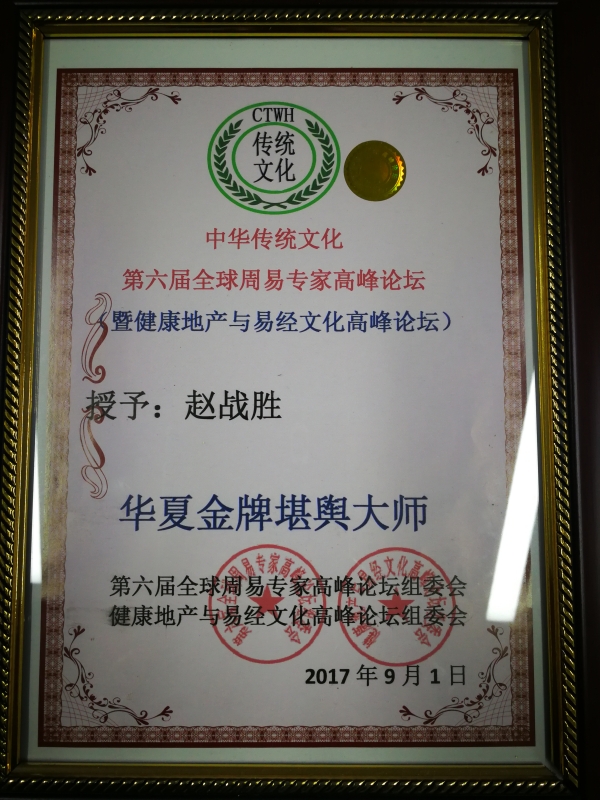 CTWH
传统
文化
中华传统文化
第六届全球周易专家高峰论坛
（暨健康地产与易经文化高峰论坛）
授予：赵战胜
华夏金牌堪舆大师
第六届全球周易专家高峰论坛组委会
健康地产与易经文化高峰论坛组委会
2017年9月1日